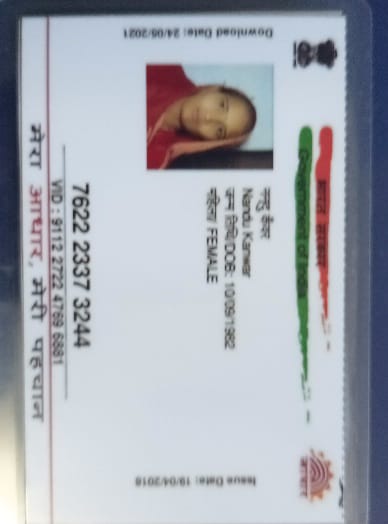 भारत सरकार
Government of India
Issue Date: 19/04/2018
Download Date: 24/05/2021
नन्दु कँवर
Nandu Kanwar
जन्म तिथि/DOB: 10/09/1982
महिला/ FEMALE
7622 2337 3244
VID : 9112 2722 4769 6881
मेरा आधार, मेरी पहचान